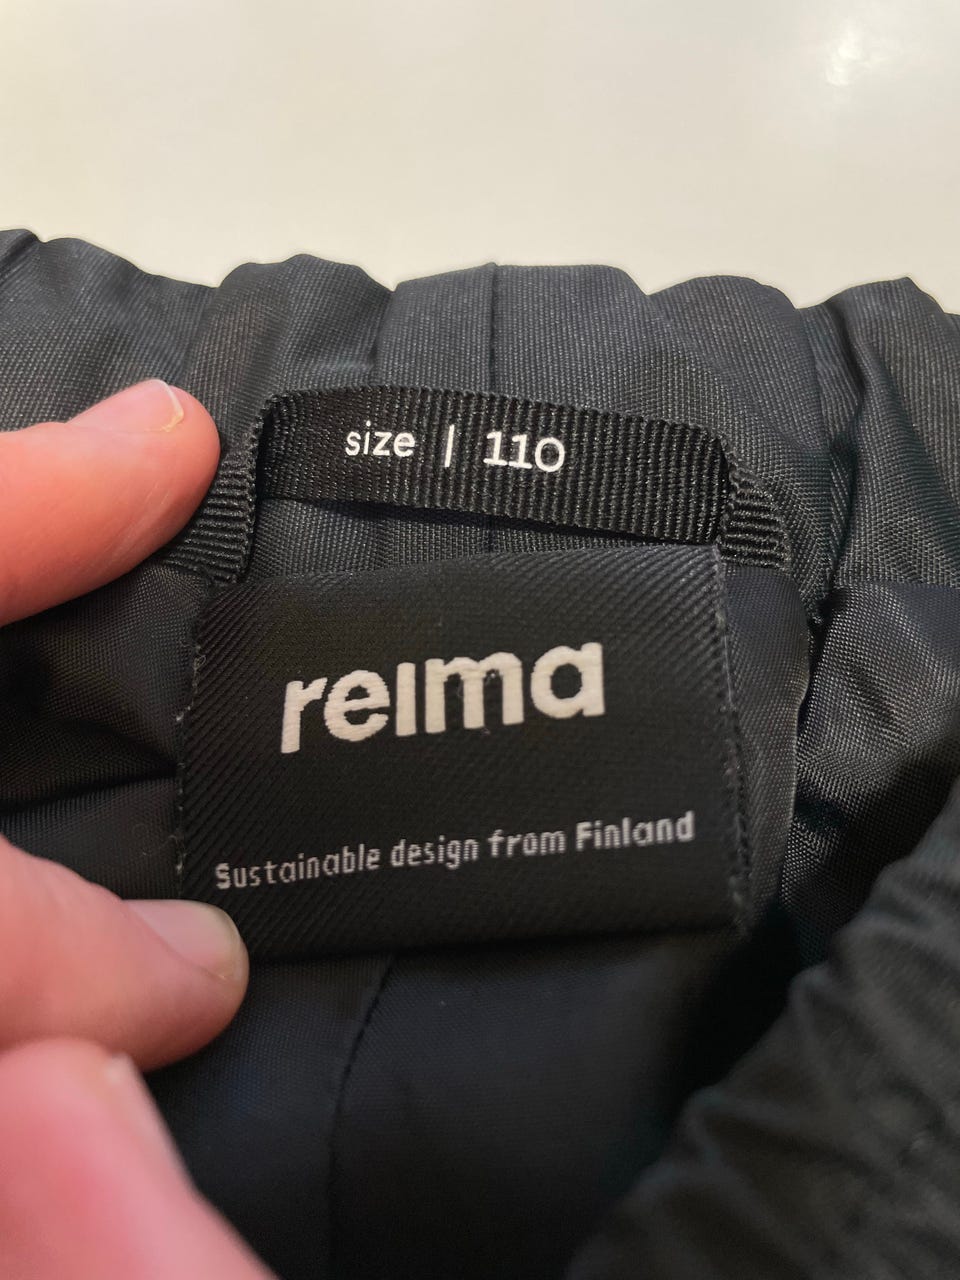 size | 110
reima
Sustainable design from Finland